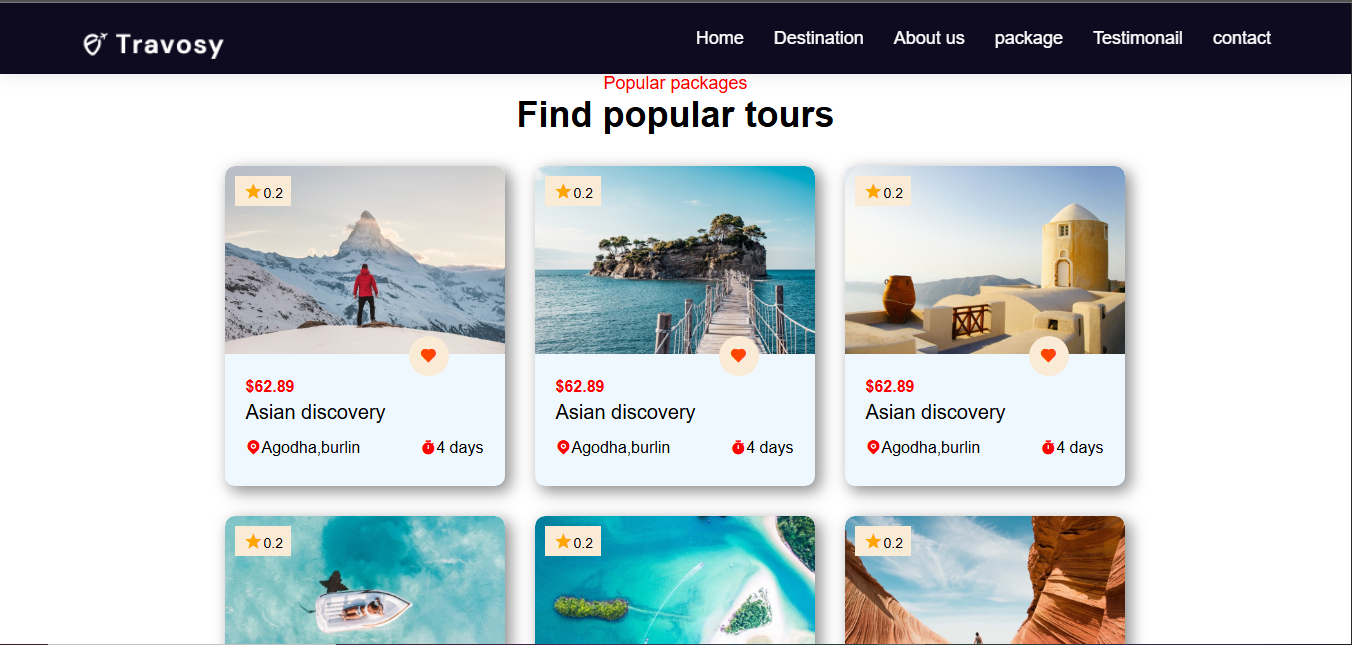 Travosy
Home Destination About us package Testimonail contact
Popular packages
Find popular tours
0.2 0.2 0.2
$62.89 $62.89 $62.89
Asian discovery Asian discovery Asian discovery
Agodha,burlin 4 days Agodha,burlin 4 days Agodha,burlin 4 days
0.2 0.2 0.2